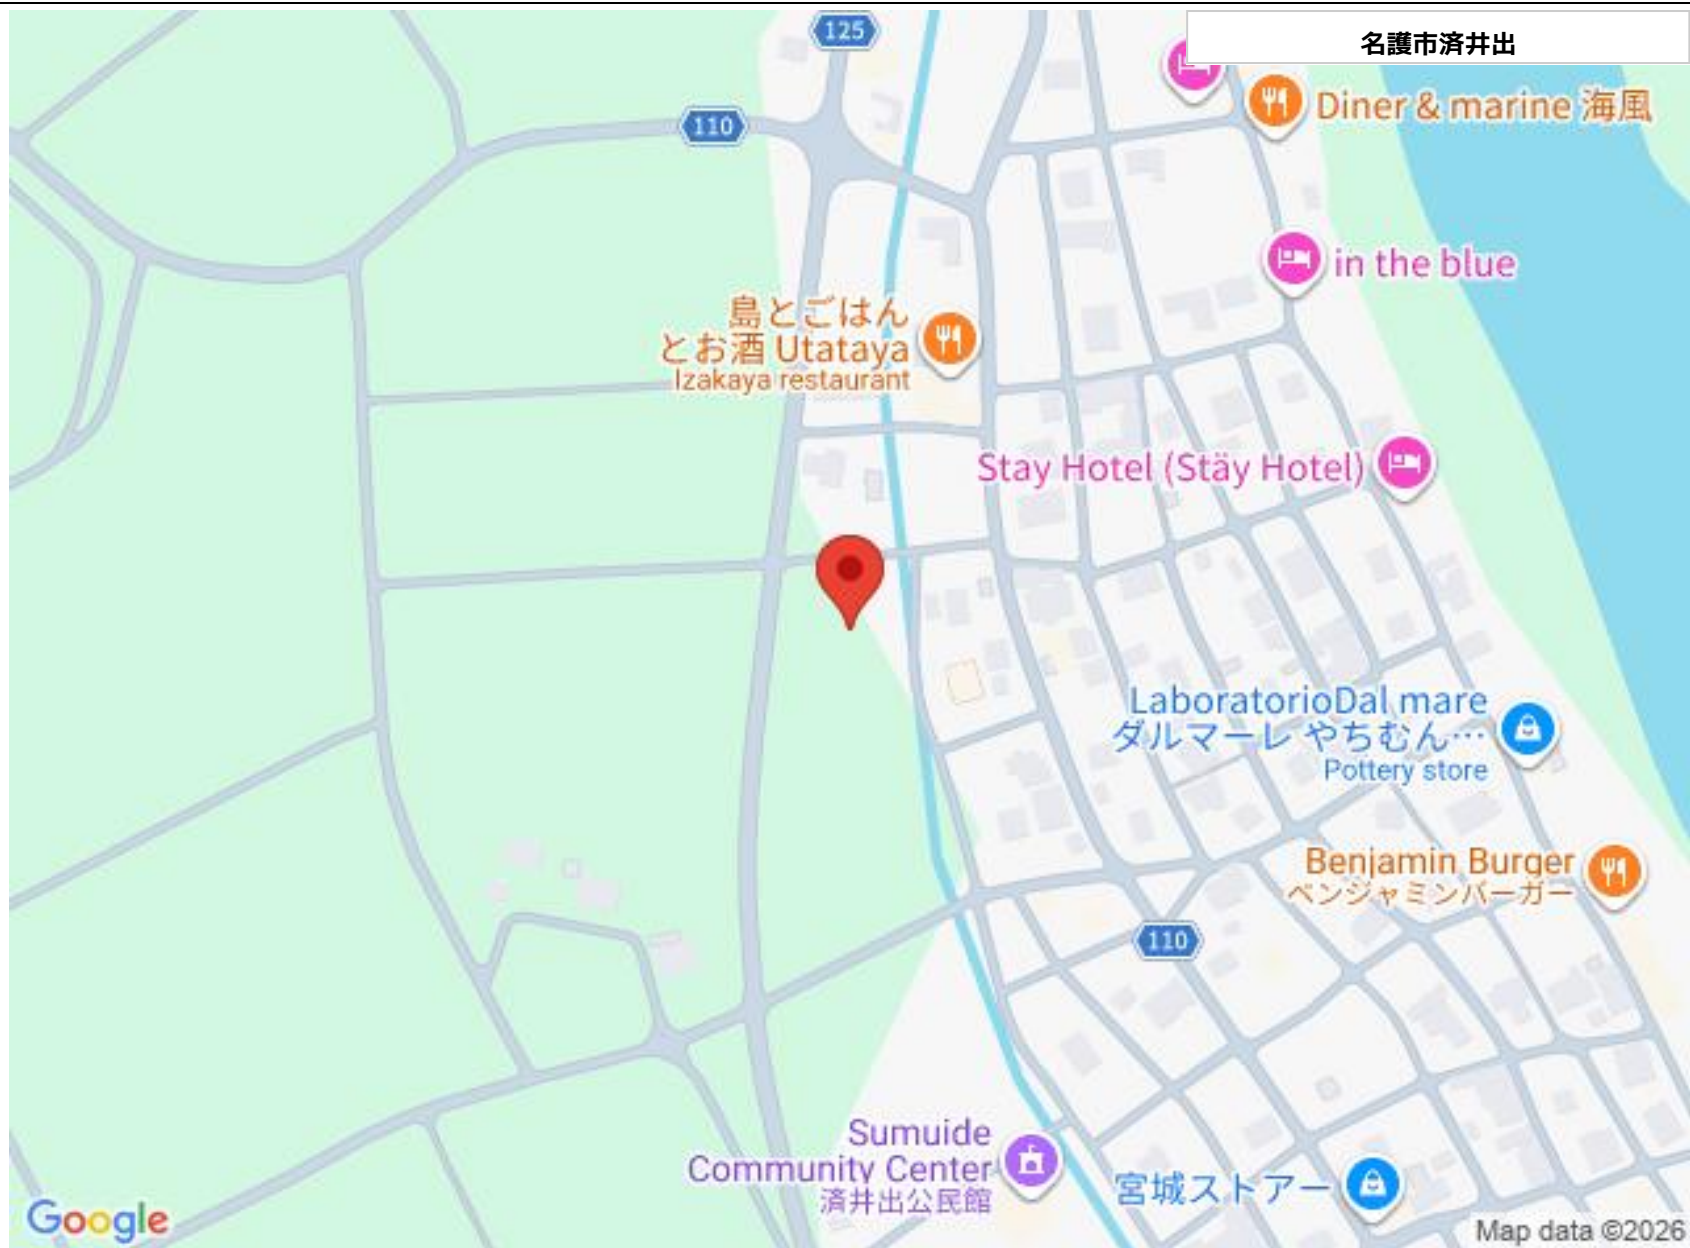 125
名護市済井出
Diner & marine 海風
110
in the blue
島とごはん
とお酒 Utataya
Izakaya restaurant
Stay Hotel (Stäy Hotel)
LaboratorioDal mare
ダルマーレ やちむん…
Pottery store
Benjamin Burger
ベンジャミンバーガー
110
Sumuide
Community Center
済井出公民館
宮城ストアー
Google
Map data ©2026